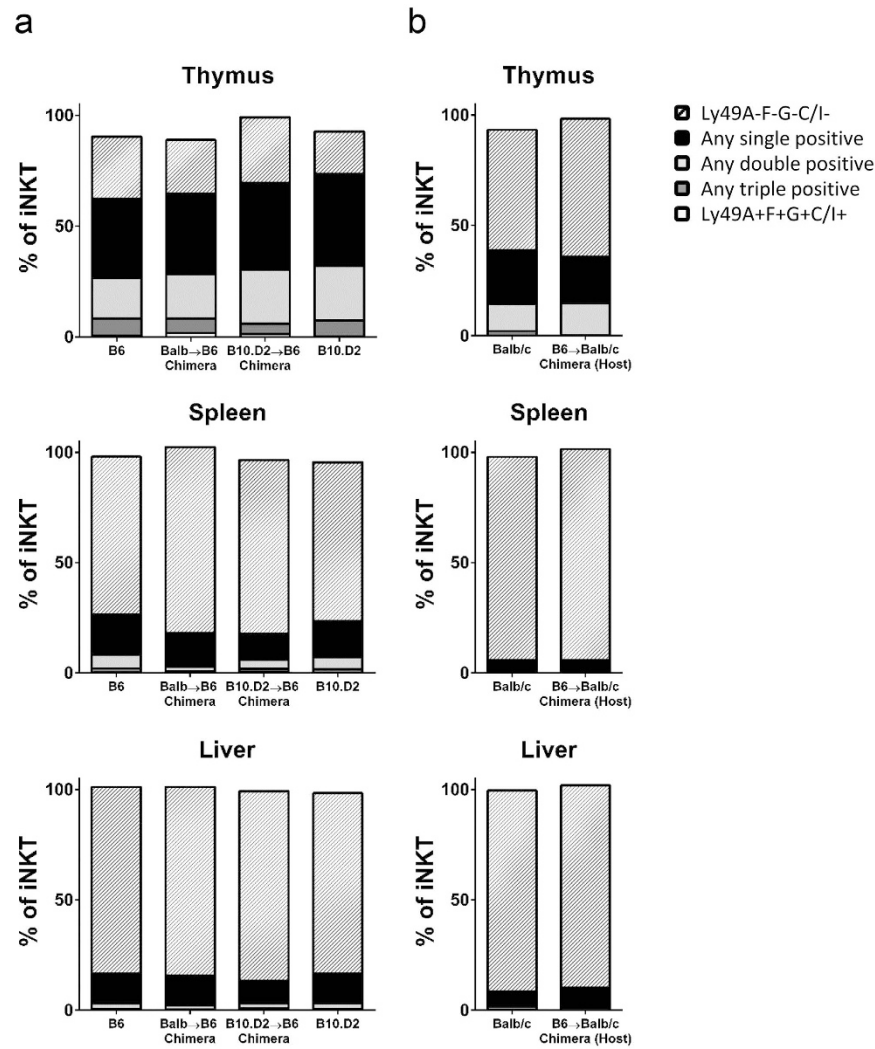 a
Thymus
% of iNKT
100
50
0
B6
Balb→B6
Chimera
B10.D2→B6
Chimera
B10.D2
Spleen
% of iNKT
100
50
0
B6
Balb→B6
Chimera
B10.D2→B6
Chimera
B10.D2
Liver
% of iNKT
100
50
0
B6
Balb→B6
Chimera
B10.D2→B6
Chimera
B10.D2
b
Thymus
% of iNKT
100
50
0
Balb/c
B6→Balb/c
Chimera (Host)
Spleen
% of iNKT
100
50
0
Balb/c
B6→Balb/c
Chimera (Host)
Liver
% of iNKT
100
50
0
Balb/c
B6→Balb/c
Chimera (Host)
Ly49A-F-G-C/I-
Any single positive
Any double positive
Any triple positive
Ly49A+F+G+C/I+